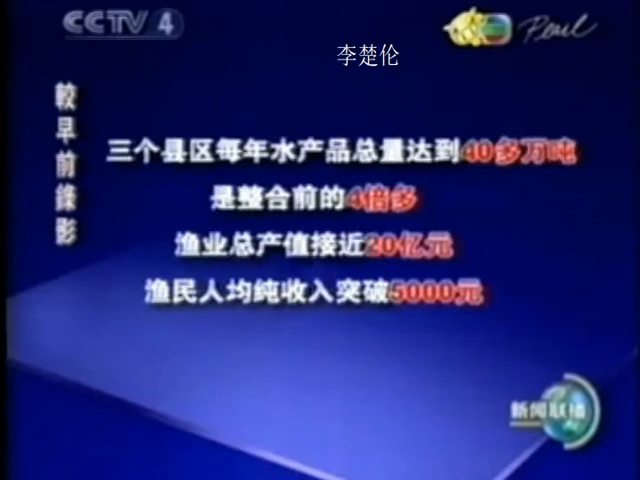 CCTV 4
Pearl
李楚伦
較早前錄影
三个县区每年水产品总量达到40多万吨
是整合前的4倍多
渔业总产值接近20亿元
渔民人均纯收入突破5000元
新闻联播